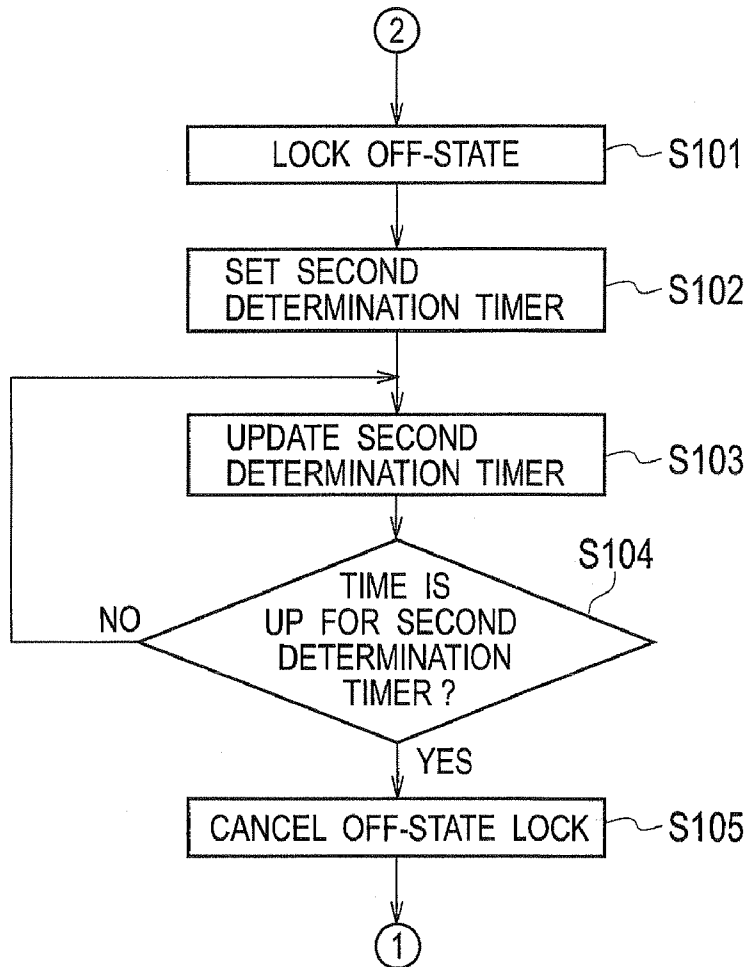 2
LOCK OFF-STATE
S101
SET SECOND
DETERMINATION TIMER
S102
UPDATE SECOND
DETERMINATION TIMER
S103
S104
TIME IS
UP FOR SECOND
DETERMINATION
TIMER?
NO
YES
CANCEL OFF-STATE LOCK
S105
1